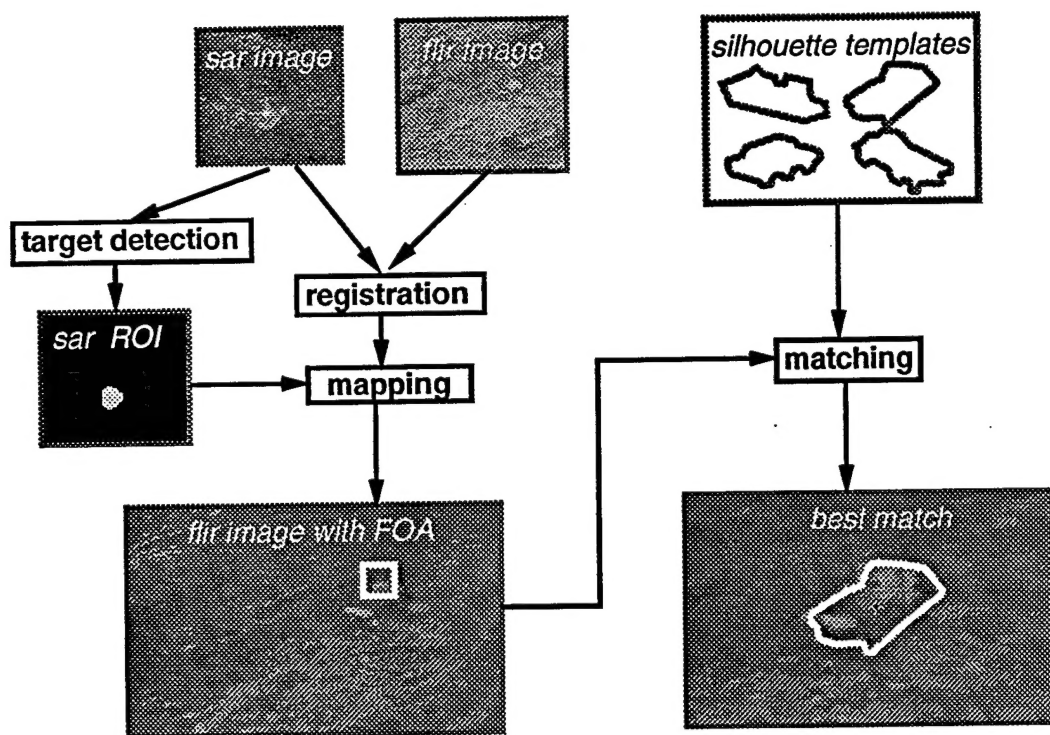 sar image
flir image
silhouette templates
target detection
registration
sar ROI
mapping
matching
flir image with FOA
best match